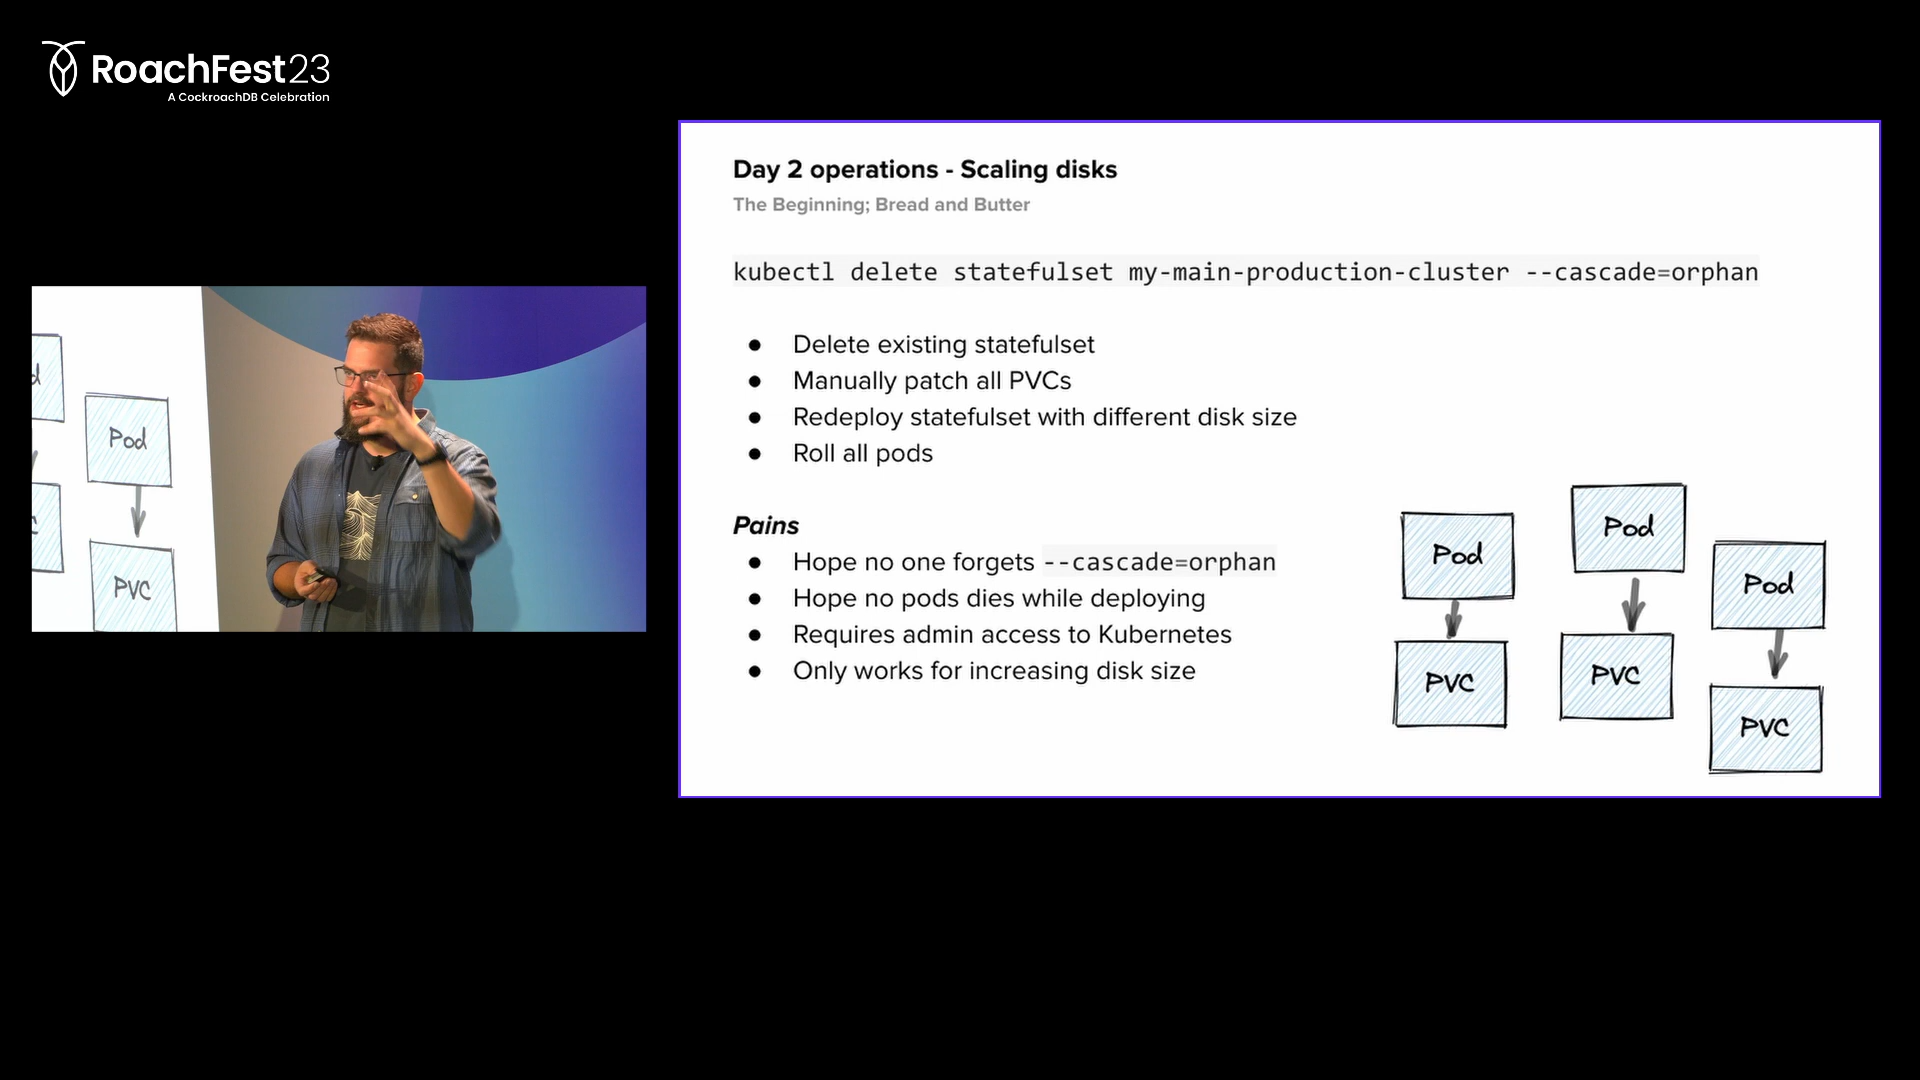 RoachFest23
A CockroachDB Celebration
Day 2 operations - Scaling disks
The Beginning; Bread and Butter
kubectl delete statefulset my-main-production-cluster --cascade=orphan
● Delete existing statefulset
● Manually patch all PVCs
● Redeploy statefulset with different disk size
● Roll all pods
Pains
● Hope no one forgets --cascade=orphan
● Hope no pods dies while deploying
● Requires admin access to Kubernetes
● Only works for increasing disk size
Pod
Pod
Pod
PVC
PVC
PVC
Pod
PVC